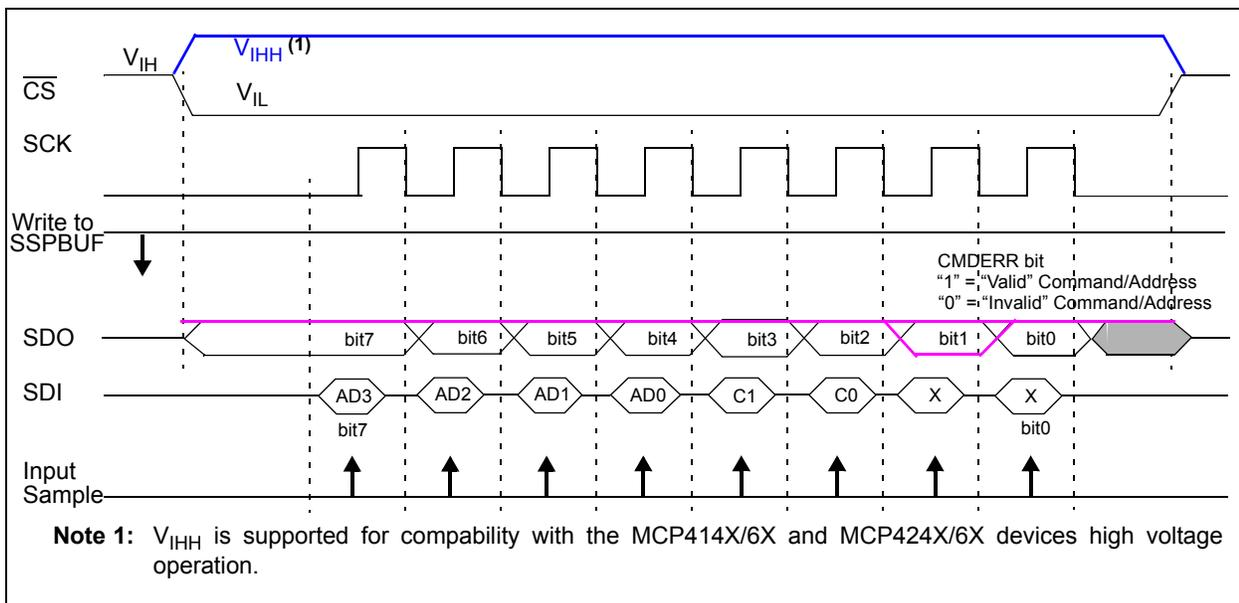 V_IHH (1)
V_IH
CS
V_IL
SCK
Write to
SSPBUF
CMDERR bit
“1” = “Valid” Command/Address
“0” = “Invalid” Command/Address
SDO bit7 bit6 bit5 bit4 bit3 bit2 bit1 bit0
SDI AD3 AD2 AD1 AD0 C1 C0 X X
bit7 bit0
Input
Sample
Note 1: V_IHH is supported for compability with the MCP414X/6X and MCP424X/6X devices high voltage
operation.